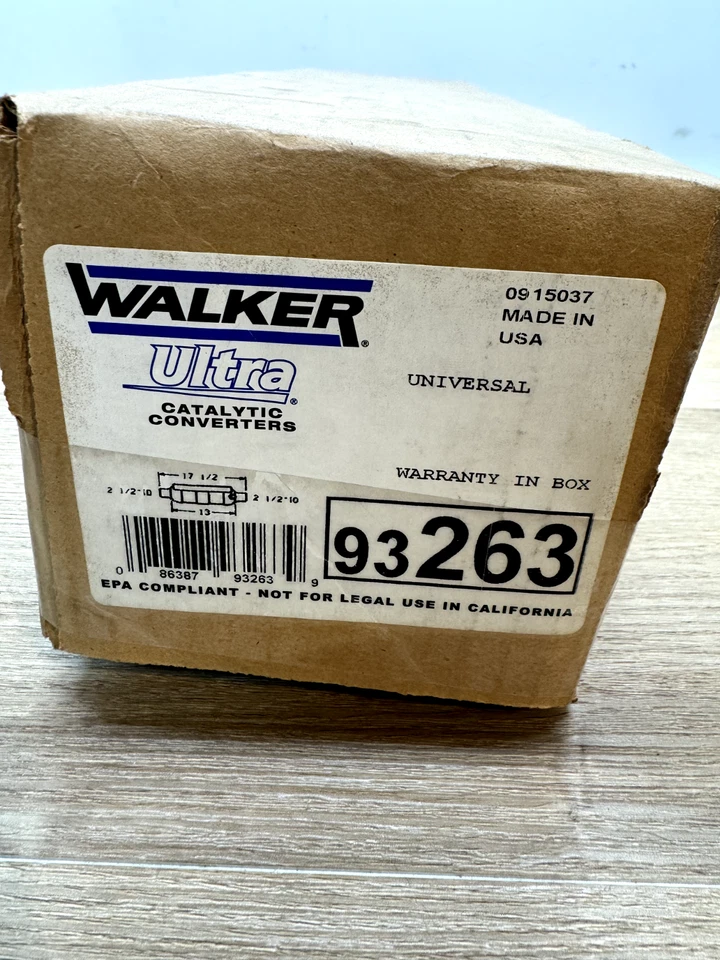 WALKER®
Ultra®
CATALYTIC
CONVERTERS
0915037
MADE IN
USA
UNIVERSAL
WARRANTY IN BOX
17 1/2
2 1/2"ID
2 1/2"ID
13
93263
0 86387 93263 9
EPA COMPLIANT - NOT FOR LEGAL USE IN CALIFORNIA